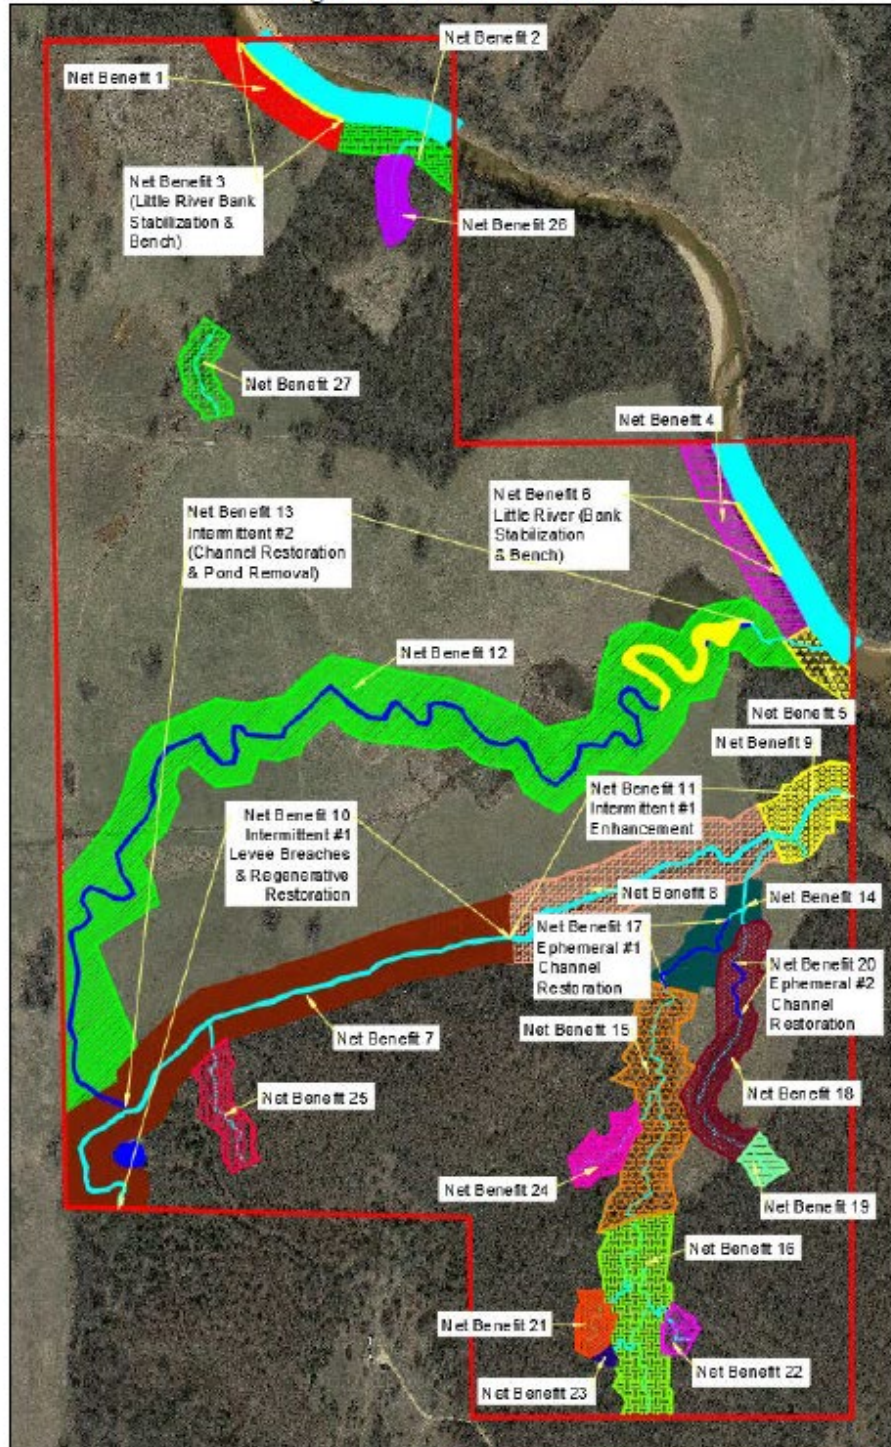 Net Benefit 2
Net Benefit 1
Net Benefit 3
(Little River Bank
Stabilization &
Bench)
Net Benefit 26
Net Benefit 27
Net Benefit 4
Net Benefit 13
Intermittent #2
(Channel Restoration
& Pond Removal)
Net Benefit 6
Little River (Bank
Stabilization
& Bench)
Net Benefit 12
Net Benefit 5
Net Benefit 9
Net Benefit 10
Intermittent #1
Levee Breaches
& Regenerative
Restoration
Net Benefit 11
Intermittent #1
Enhancement
Net Benefit 8
Net Benefit 14
Net Benefit 17
Ephemeral #1
Channel
Restoration
Net Benefit 20
Ephemeral #2
Channel
Restoration
Net Benefit 15
Net Benefit 7
Net Benefit 18
Net Benefit 25
Net Benefit 24
Net Benefit 19
Net Benefit 16
Net Benefit 21
Net Benefit 22
Net Benefit 23